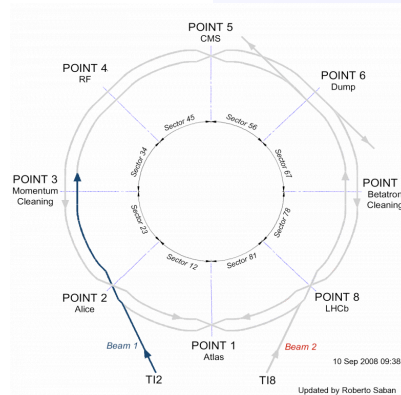 POINT 5
CMS
POINT 4
RF
POINT 6
Dump
Sector 45
Sector 56
Sector 34
Sector 67
POINT 3
Momentum
Cleaning
POINT
Betatron
Cleaning
Sector 23
Sector 78
Sector 12
Sector 81
POINT 2
Alice
POINT 8
LHCb
Beam 1
POINT 1
Atlas
Beam 2
10 Sep 2008 09:38
TI2
TI8
Updated by Roberto Saban